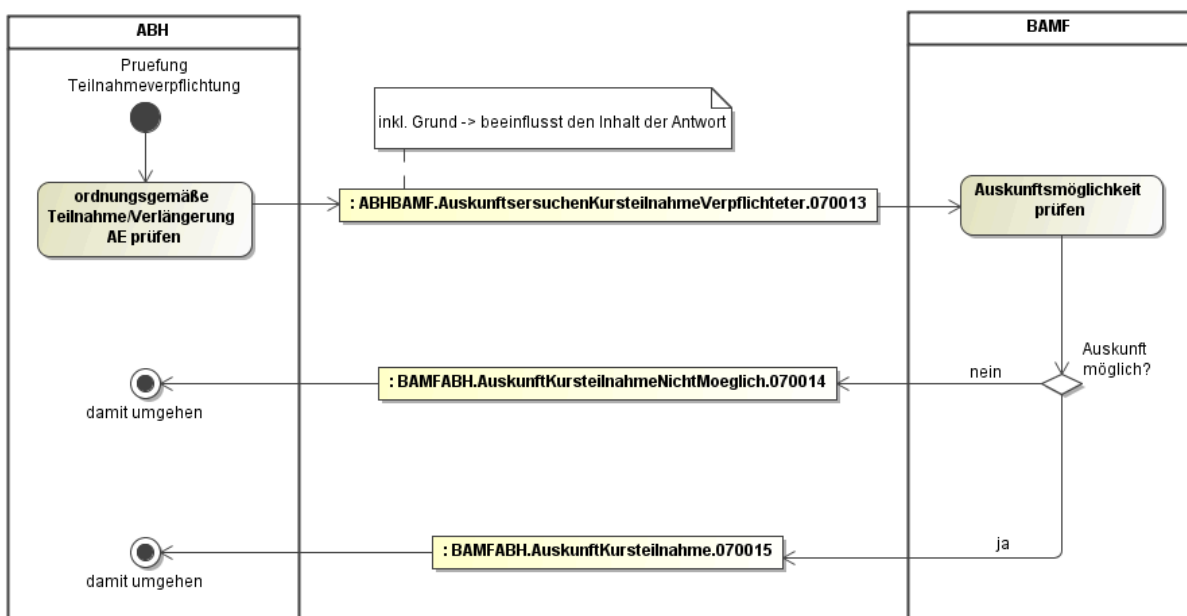 ABH
BAMF
Pruefung
Teilnahmeverpflichtung
inkl. Grund -> beeinflusst den Inhalt der Antwort
ordnungsgemäße
Teilnahme/Verlängerung
AE prüfen
: ABHBAMF.AuskunftsersuchenKursteilnahmeVerpflichteter.070013
Auskunftsmöglichkeit
prüfen
Auskunft
möglich?
nein
: BAMFABH.AuskunftKursteilnahmeNichtMoeglich.070014
damit umgehen
ja
: BAMFABH.AuskunftKursteilnahme.070015
damit umgehen